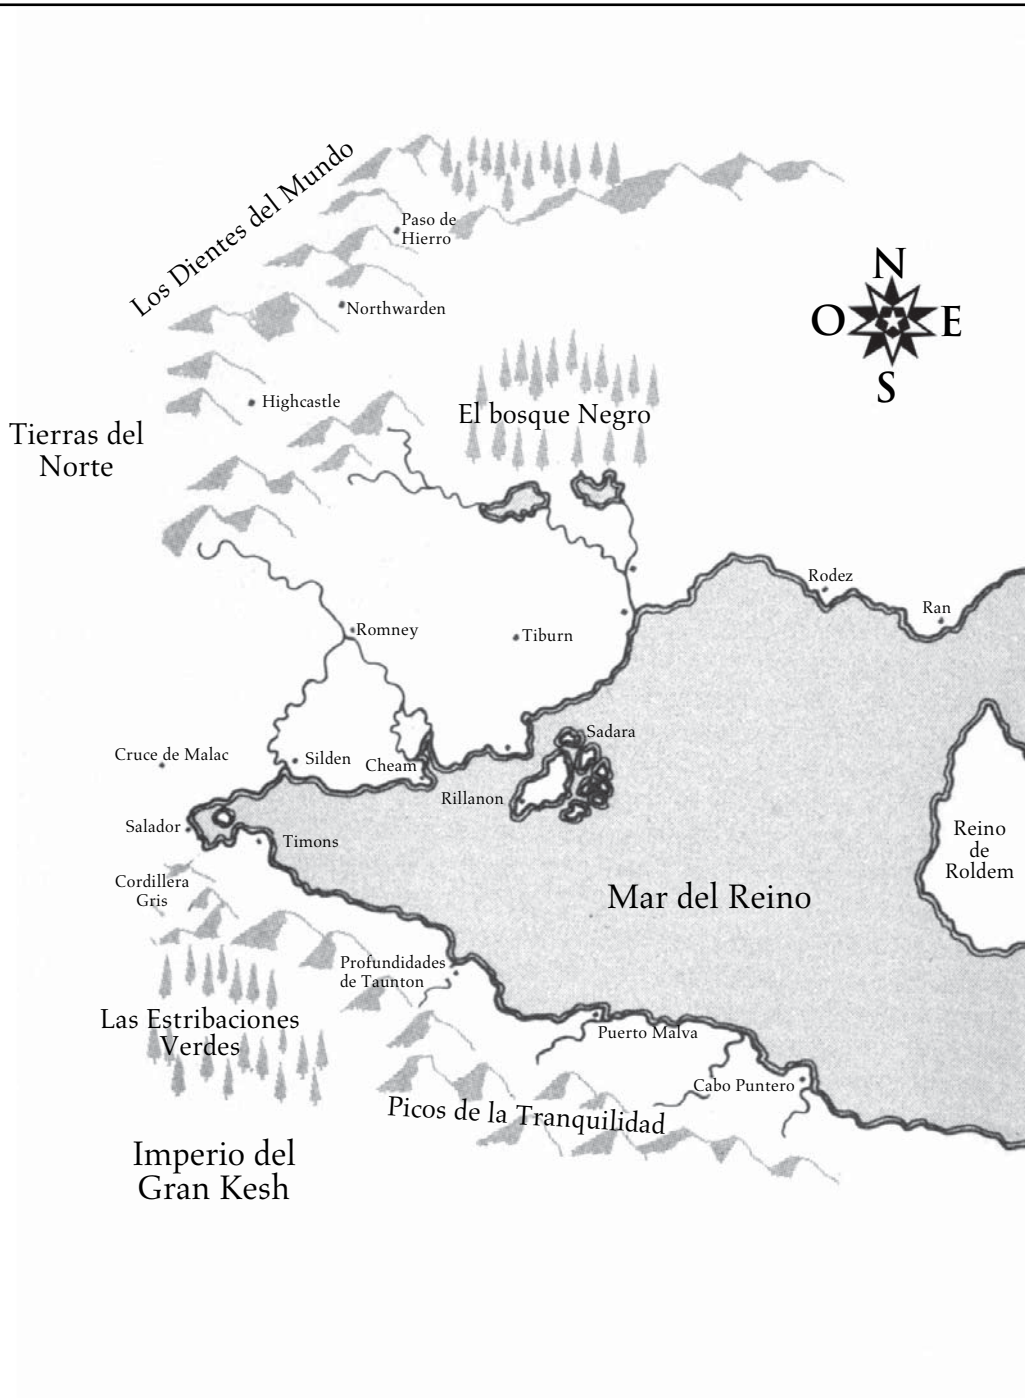 Los Dientes del Mundo
Paso de
Hierro
Northwarden
N
O
E
S
Highcastle
El bosque Negro
Tierras del
Norte
Rodez
Ran
Romney
Tiburn
Sadara
Cruce de Malac
Silden
Cheam
Rillanon
Salador
Timons
Reino
de
Roldem
Cordillera
Gris
Mar del Reino
Profundidades
de Taunton
Las Estribaciones
Verdes
Puerto Malva
Cabo Puntero
Picos de la Tranquilidad
Imperio del
Gran Kesh